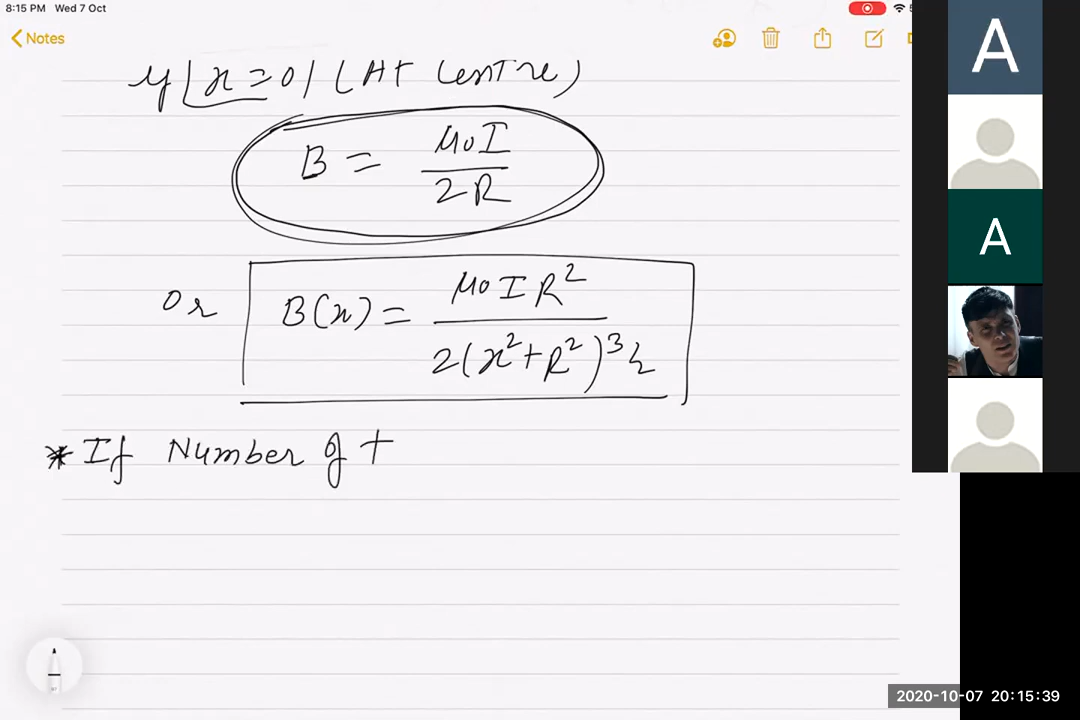 8:15 PM Wed 7 Oct
Notes
If x=0 (At Centre)
B = μ₀I / 2R
Or B(x) = μ₀IR² / 2(x²+R²)^3/2
* If Number of t
A
A
2020-10-07 20:15:39